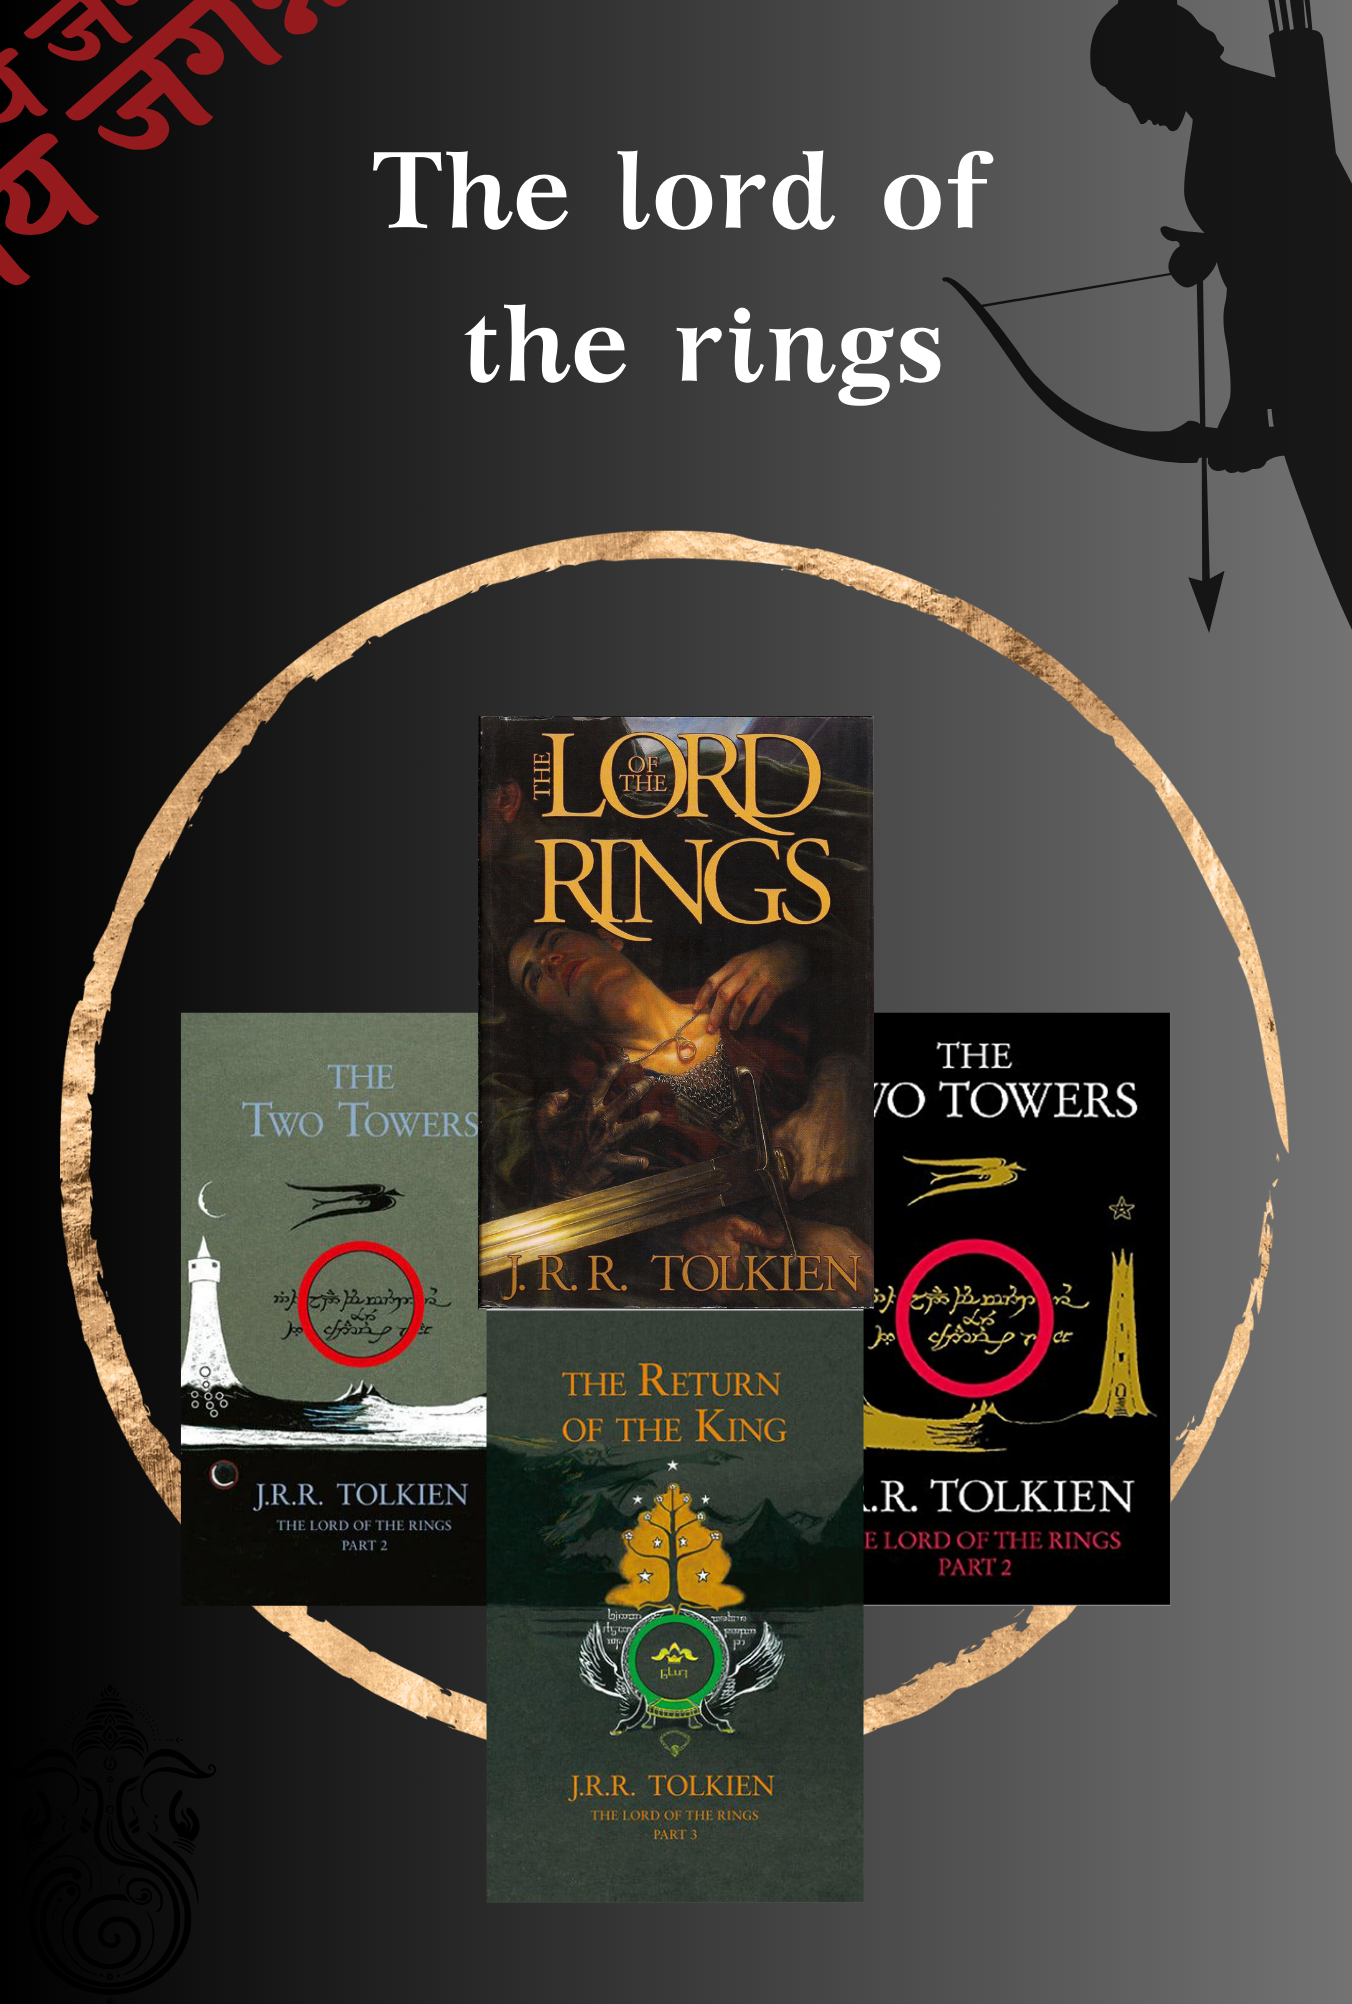 जय जगन्न
The lord of
the rings
THE
LORD
OF
THE
RINGS
J. R. R. TOLKIEN
THE
TWO TOWERS
J.R.R. TOLKIEN
THE LORD OF THE RINGS
PART 2
THE
TOWERS
TOLKIEN
LORD OF THE RINGS
PART 2
THE RETURN
OF THE KING
J.R.R. TOLKIEN
THE LORD OF THE RINGS
PART 3